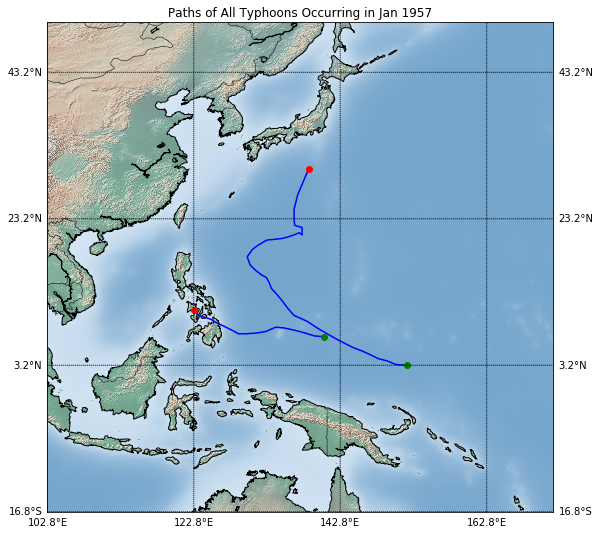 Paths of All Typhoons Occurring in Jan 1957
43.2°N 43.2°N
23.2°N 23.2°N
3.2°N 3.2°N
16.8°S 16.8°S
102.8°E 122.8°E 142.8°E 162.8°E